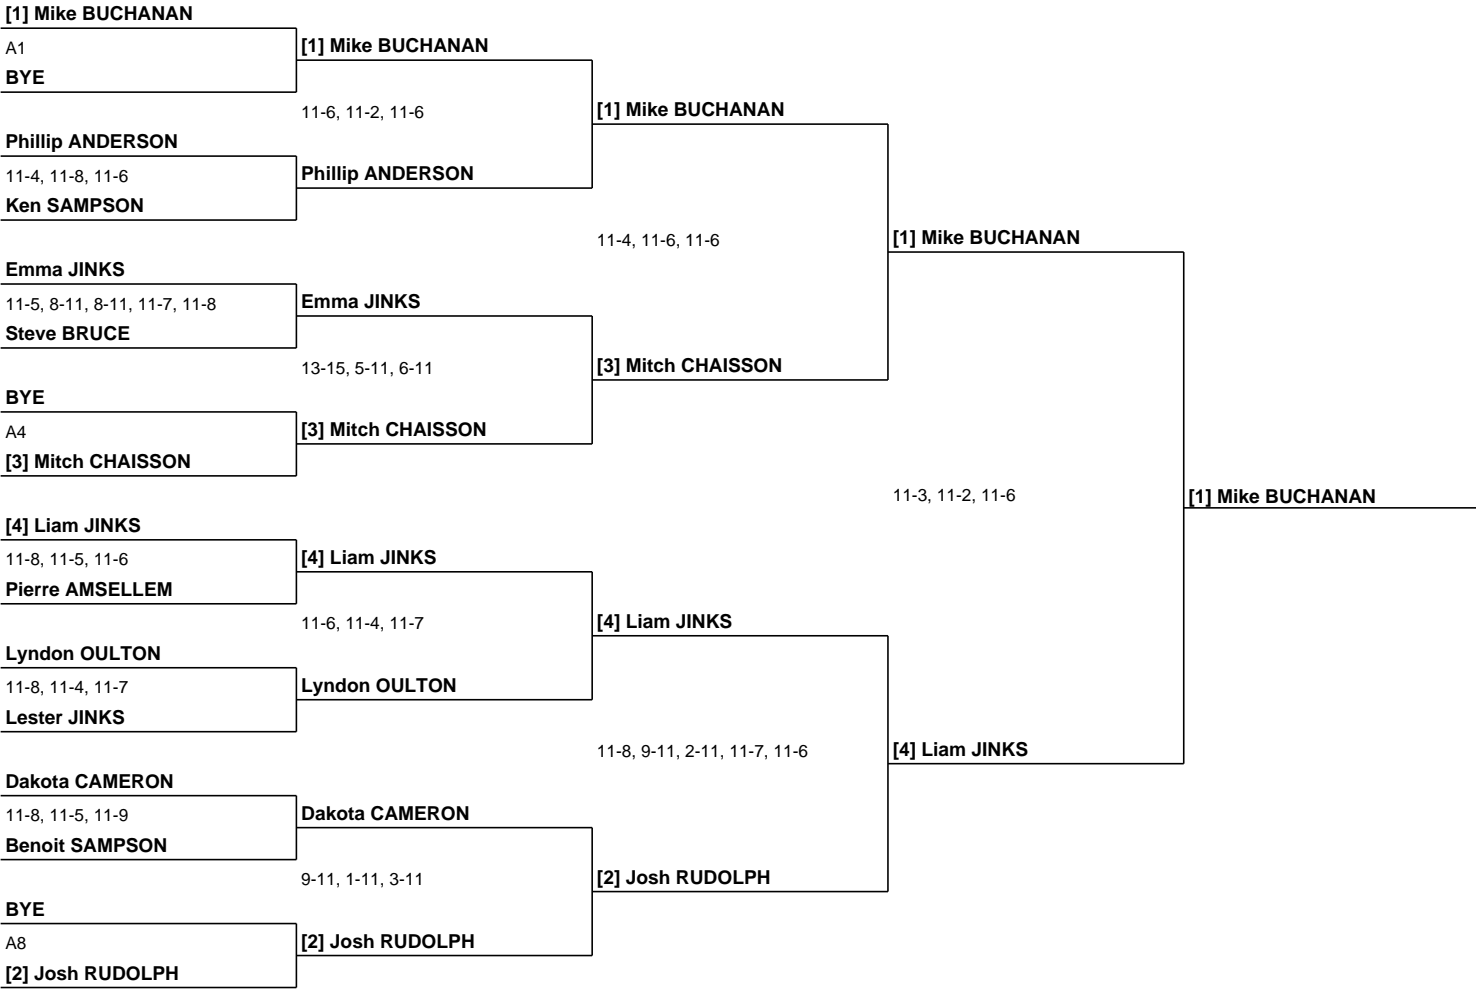 [1] Mike BUCHANAN
A1
BYE
Phillip ANDERSON
11-4, 11-8, 11-6
Ken SAMPSON
Emma JINKS
11-5, 8-11, 8-11, 11-7, 11-8
Steve BRUCE
BYE
A4
[3] Mitch CHAISSON
[4] Liam JINKS
11-8, 11-5, 11-6
Pierre AMSELLEM
Lyndon OULTON
11-8, 11-4, 11-7
Lester JINKS
Dakota CAMERON
11-8, 11-5, 11-9
Benoit SAMPSON
BYE
A8
[2] Josh RUDOLPH
[1] Mike BUCHANAN
11-6, 11-2, 11-6
Phillip ANDERSON
Emma JINKS
13-15, 5-11, 6-11
[3] Mitch CHAISSON
[4] Liam JINKS
11-6, 11-4, 11-7
Lyndon OULTON
Dakota CAMERON
9-11, 1-11, 3-11
[2] Josh RUDOLPH
[1] Mike BUCHANAN
11-4, 11-6, 11-6
[3] Mitch CHAISSON
[4] Liam JINKS
11-8, 9-11, 2-11, 11-7, 11-6
[2] Josh RUDOLPH
[1] Mike BUCHANAN
11-3, 11-2, 11-6
[4] Liam JINKS
[1] Mike BUCHANAN